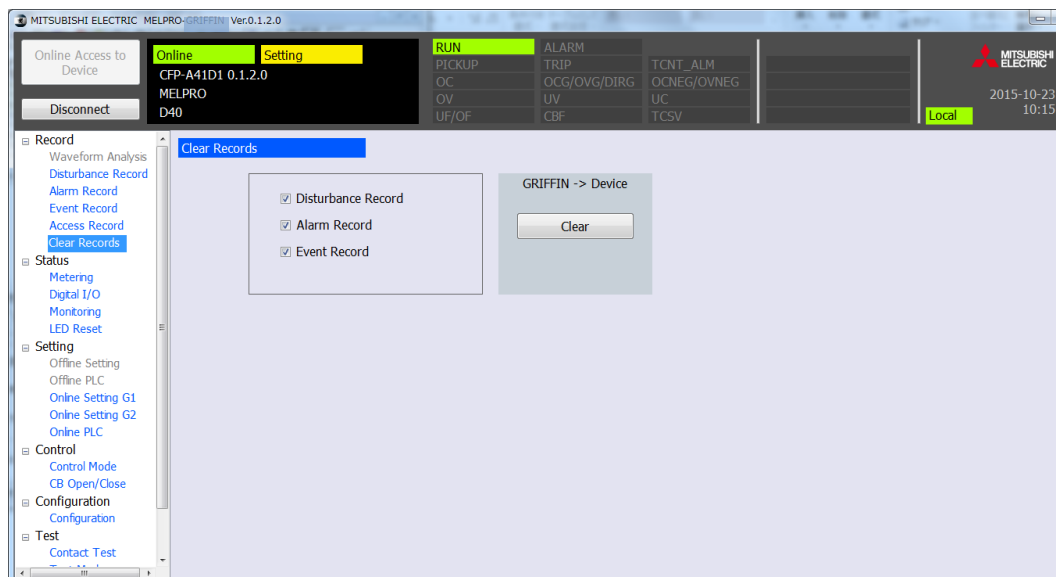 MITSUBISHI ELECTRIC MELPRO-GRIFFIN Ver.0.1.2.0
Online Access to
Device
Disconnect
Online Setting
CFP-A41D1 0.1.2.0
MELPRO
D40
RUN ALARM
PICKUP TRIP TCNT_ALM
OC OCG/OVG/DIRG OCNEG/OVNEG
OV UV UC
UF/OF CBF TCSV
MITSUBISHI
ELECTRIC
2015-10-23
10:15
Local
Record
Waveform Analysis
Disturbance Record
Alarm Record
Event Record
Access Record
Clear Records
Status
Metering
Digital I/O
Monitoring
LED Reset
Setting
Offline Setting
Offline PLC
Online Setting G1
Online Setting G2
Online PLC
Control
Control Mode
CB Open/Close
Configuration
Configuration
Test
Contact Test
Clear Records
Disturbance Record
Alarm Record
Event Record
GRIFFIN -> Device
Clear